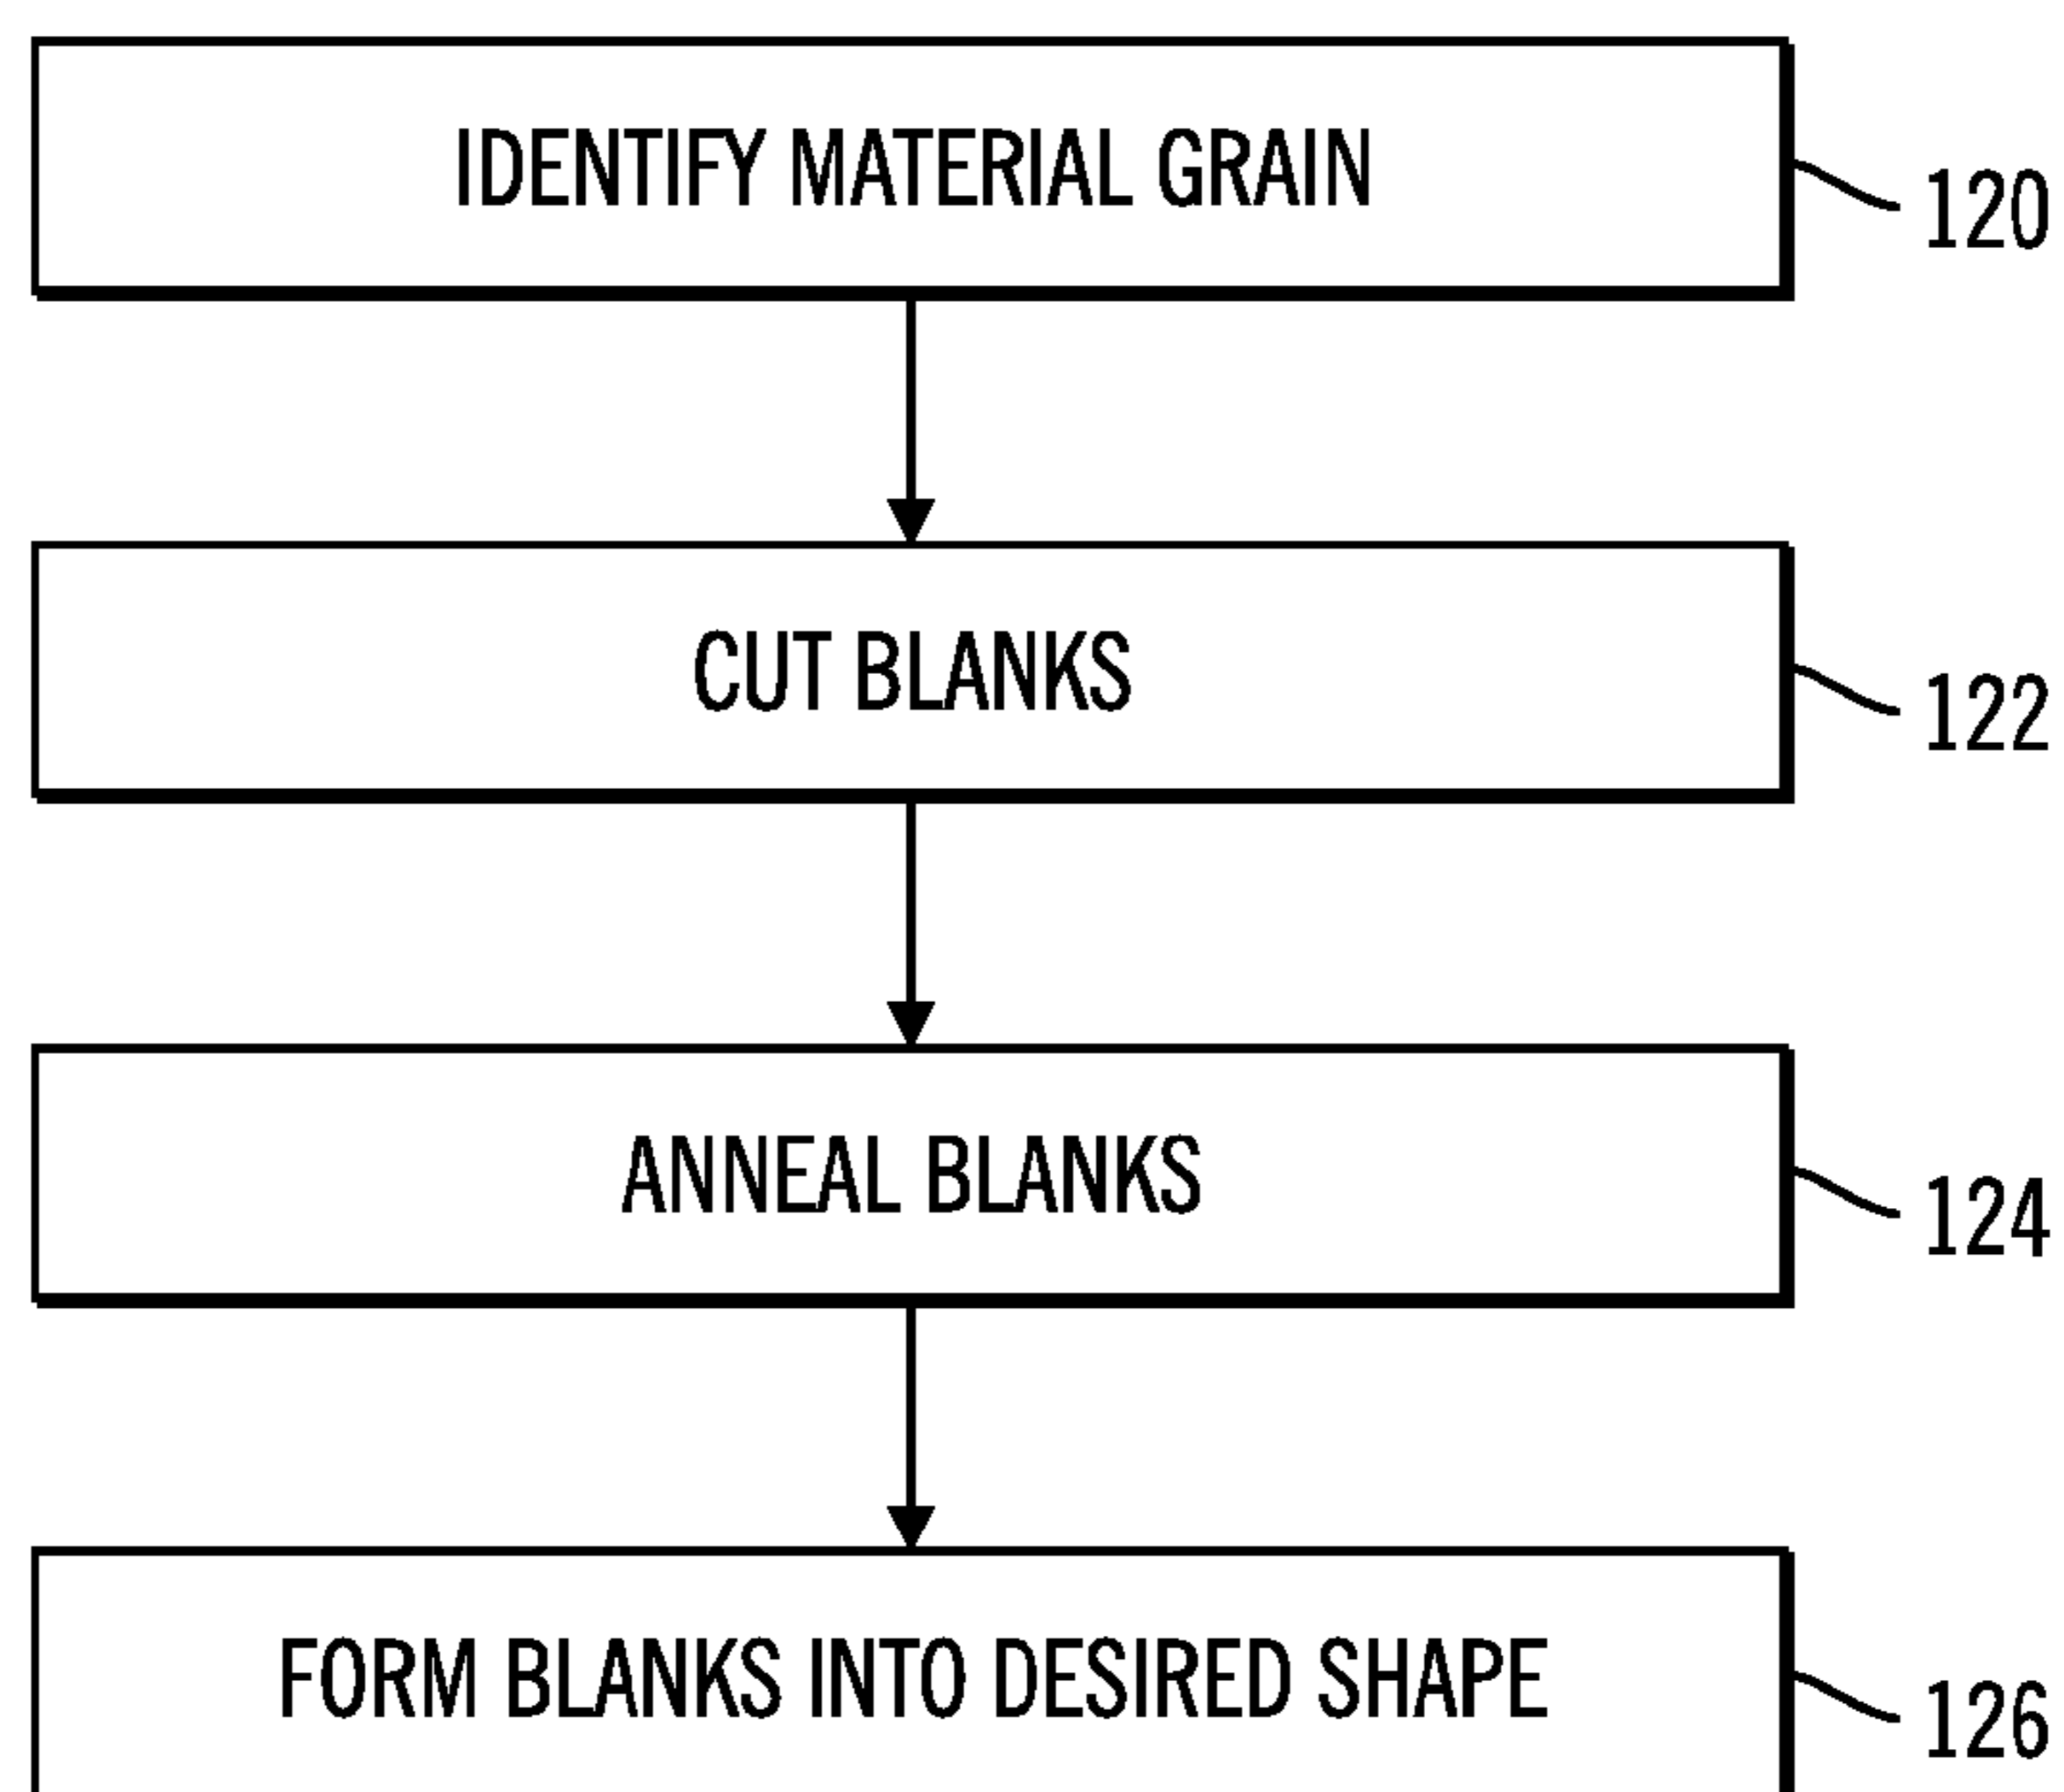 IDENTIFY MATERIAL GRAIN
120
CUT BLANKS
122
ANNEAL BLANKS
124
FORM BLANKS INTO DESIRED SHAPE
126